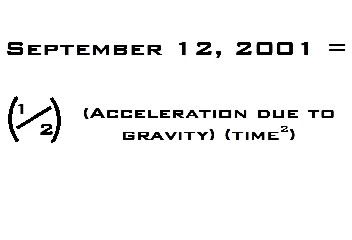 September 12, 2001 =
(1/2) (Acceleration due to
gravity) (time²)